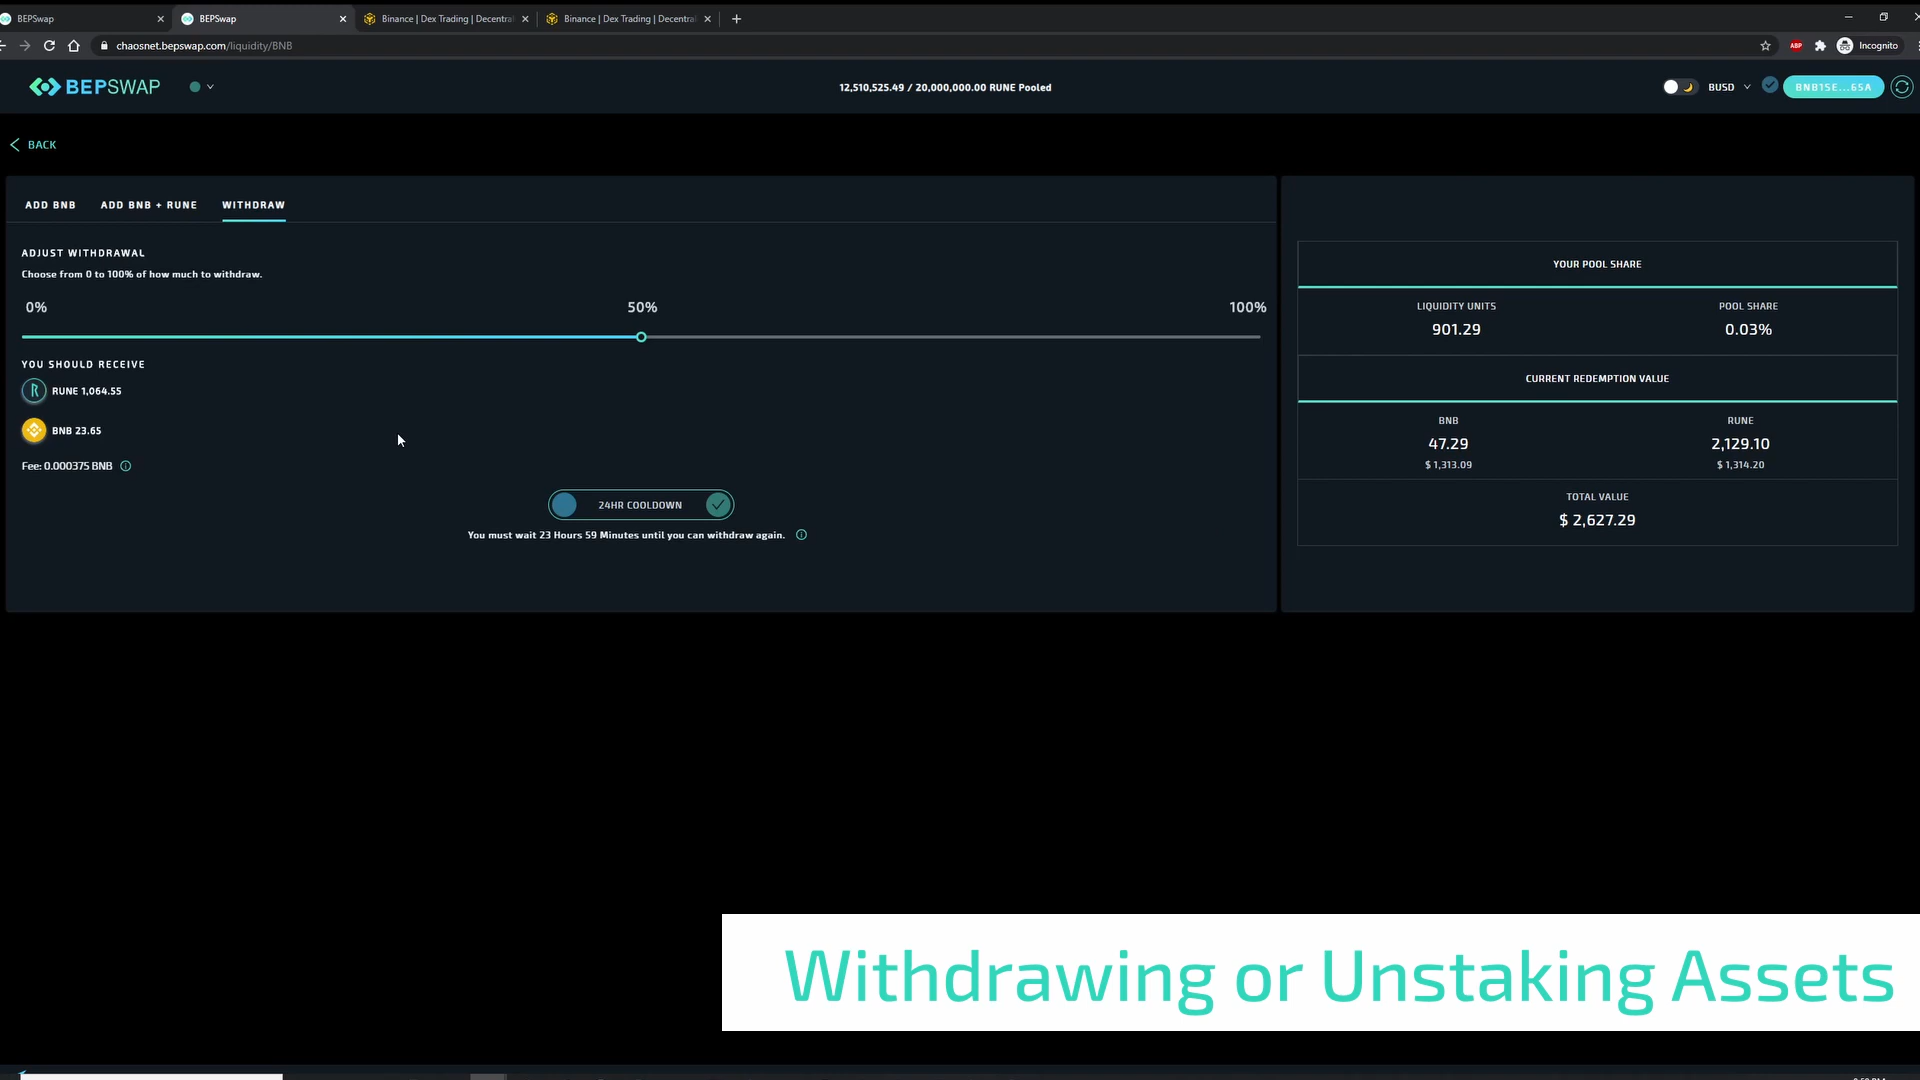 BEPSwap
BEPSwap
Binance | Dex Trading | Decentra
Binance | Dex Trading | Decentra
chaosnet.bepswap.com/liquidity/BNB
ABP
Incognito
BEPSWAP
12,510,525.49 / 20,000,000.00 RUNE Pooled
BUSD
BNB1SE...65A
BACK
ADD BNB
ADD BNB + RUNE
WITHDRAW
ADJUST WITHDRAWAL
Choose from 0 to 100% of how much to withdraw.
0%
50%
100%
YOU SHOULD RECEIVE
RUNE 1,064.55
BNB 23.65
Fee: 0.000375 BNB
24HR COOLDOWN
You must wait 23 Hours 59 Minutes until you can withdraw again.
YOUR POOL SHARE
LIQUIDITY UNITS
POOL SHARE
901.29
0.03%
CURRENT REDEMPTION VALUE
BNB
RUNE
47.29
2,129.10
$ 1,313.09
$ 1,314.20
TOTAL VALUE
$ 2,627.29
Withdrawing or Unstaking Assets